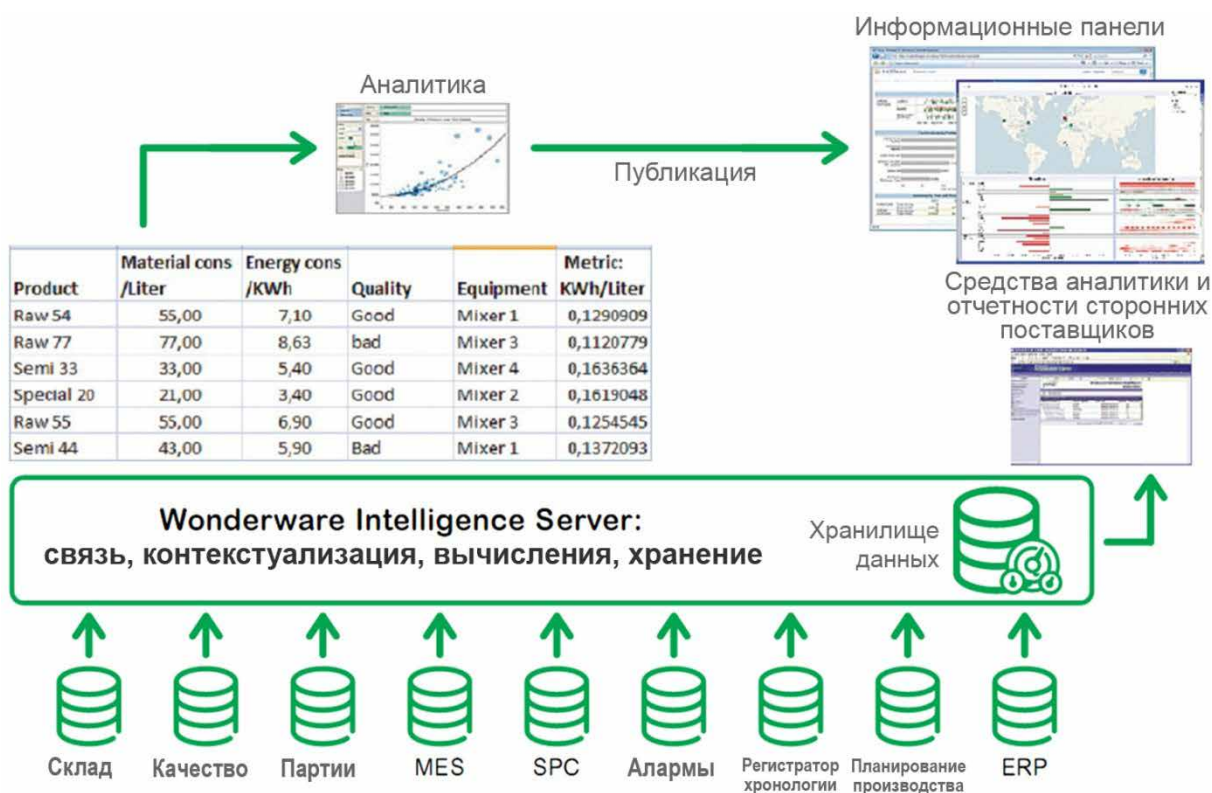 Информационные панели
Аналитика
Публикация
Material cons Energy cons Metric:
Product /Liter /KWh Quality Equipment KWh/Liter
Raw 54 55,00 7,10 Good Mixer 1 0,1290909
Raw 77 77,00 8,63 bad Mixer 3 0,1120779
Semi 33 33,00 5,40 Good Mixer 4 0,1636364
Special 20 21,00 3,40 Good Mixer 2 0,1619048
Raw 55 55,00 6,90 Good Mixer 3 0,1254545
Semi 44 43,00 5,90 Bad Mixer 1 0,1372093
Средства аналитики и
отчетности сторонних
поставщиков
Wonderware Intelligence Server:
связь, контекстуализация, вычисления, хранение
Хранилище
данных
Склад
Качество
Партии
MES
SPC
Алармы
Регистратор
хронологии
Планирование
производства
ERP